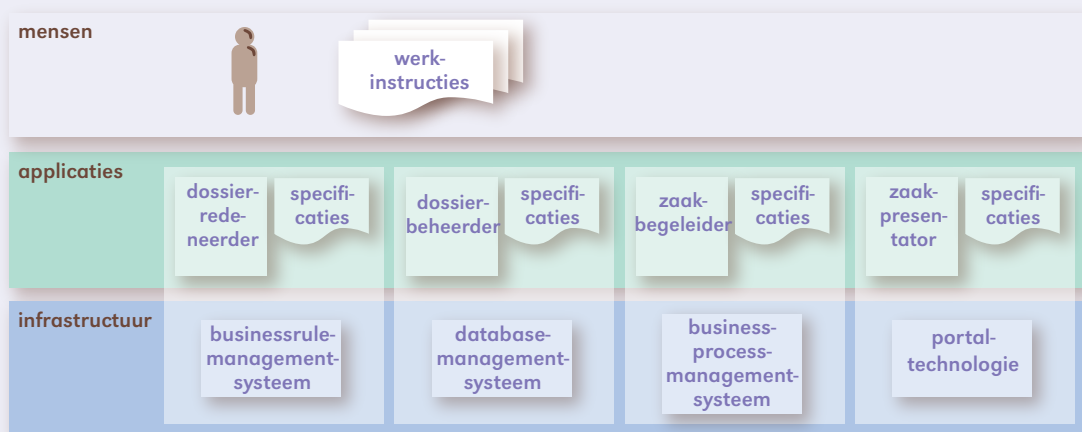 mensen
werk-
instructies
applicaties
dossier-
rede-
neerder
specifi-
caties
dossier-
beheerder
specifi-
caties
zaak-
begeleider
specifi-
caties
zaak-
presen-
tator
specifi-
caties
infrastructuur
businessrule-
management-
systeem
database-
management-
systeem
business-
process-
management-
systeem
portal-
technologie